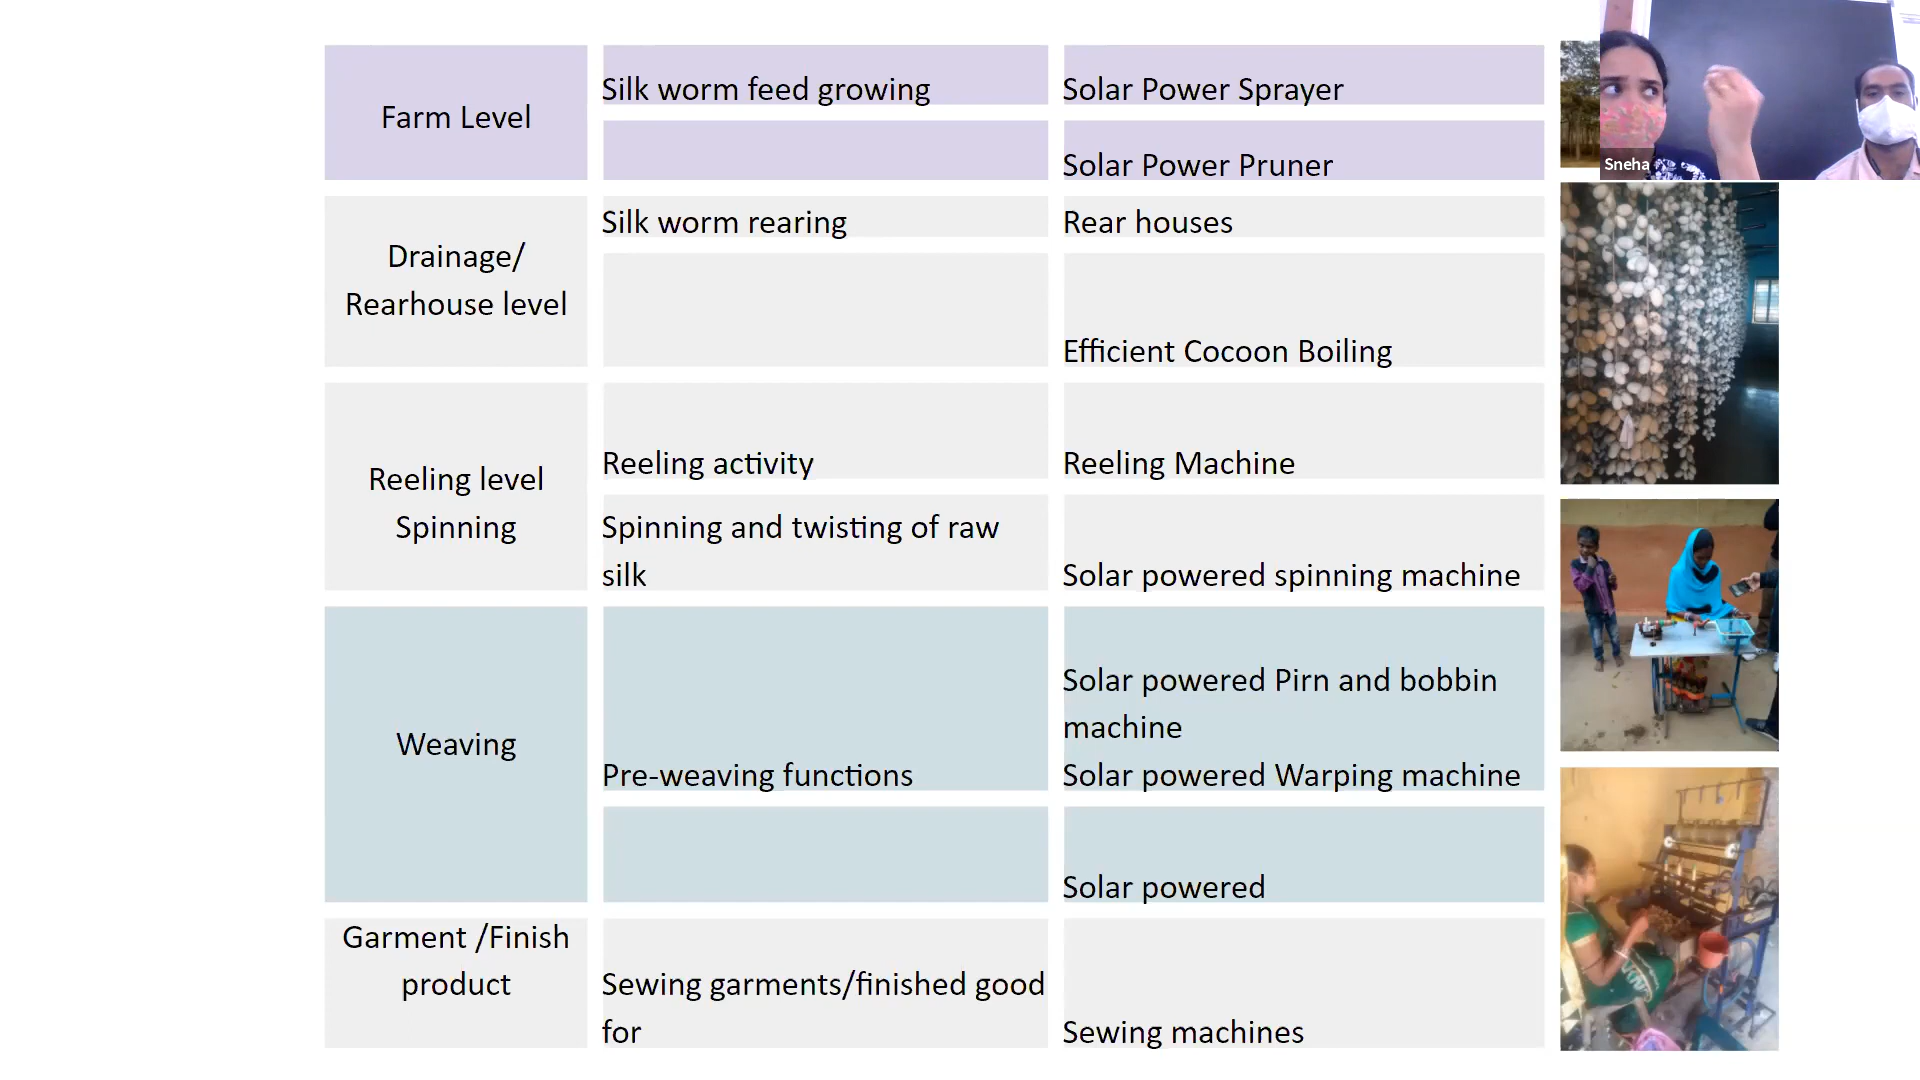 Farm Level
Silk worm feed growing
Solar Power Sprayer
Solar Power Pruner
Drainage/
Rearhouse level
Silk worm rearing
Rear houses
Efficient Cocoon Boiling
Reeling level
Spinning
Reeling activity
Reeling Machine
Spinning and twisting of raw
silk
Solar powered spinning machine
Weaving
Pre-weaving functions
Solar powered Pirn and bobbin
machine
Solar powered Warping machine
Solar powered
Garment /Finish
product
Sewing garments/finished good
for
Sewing machines
Sneha